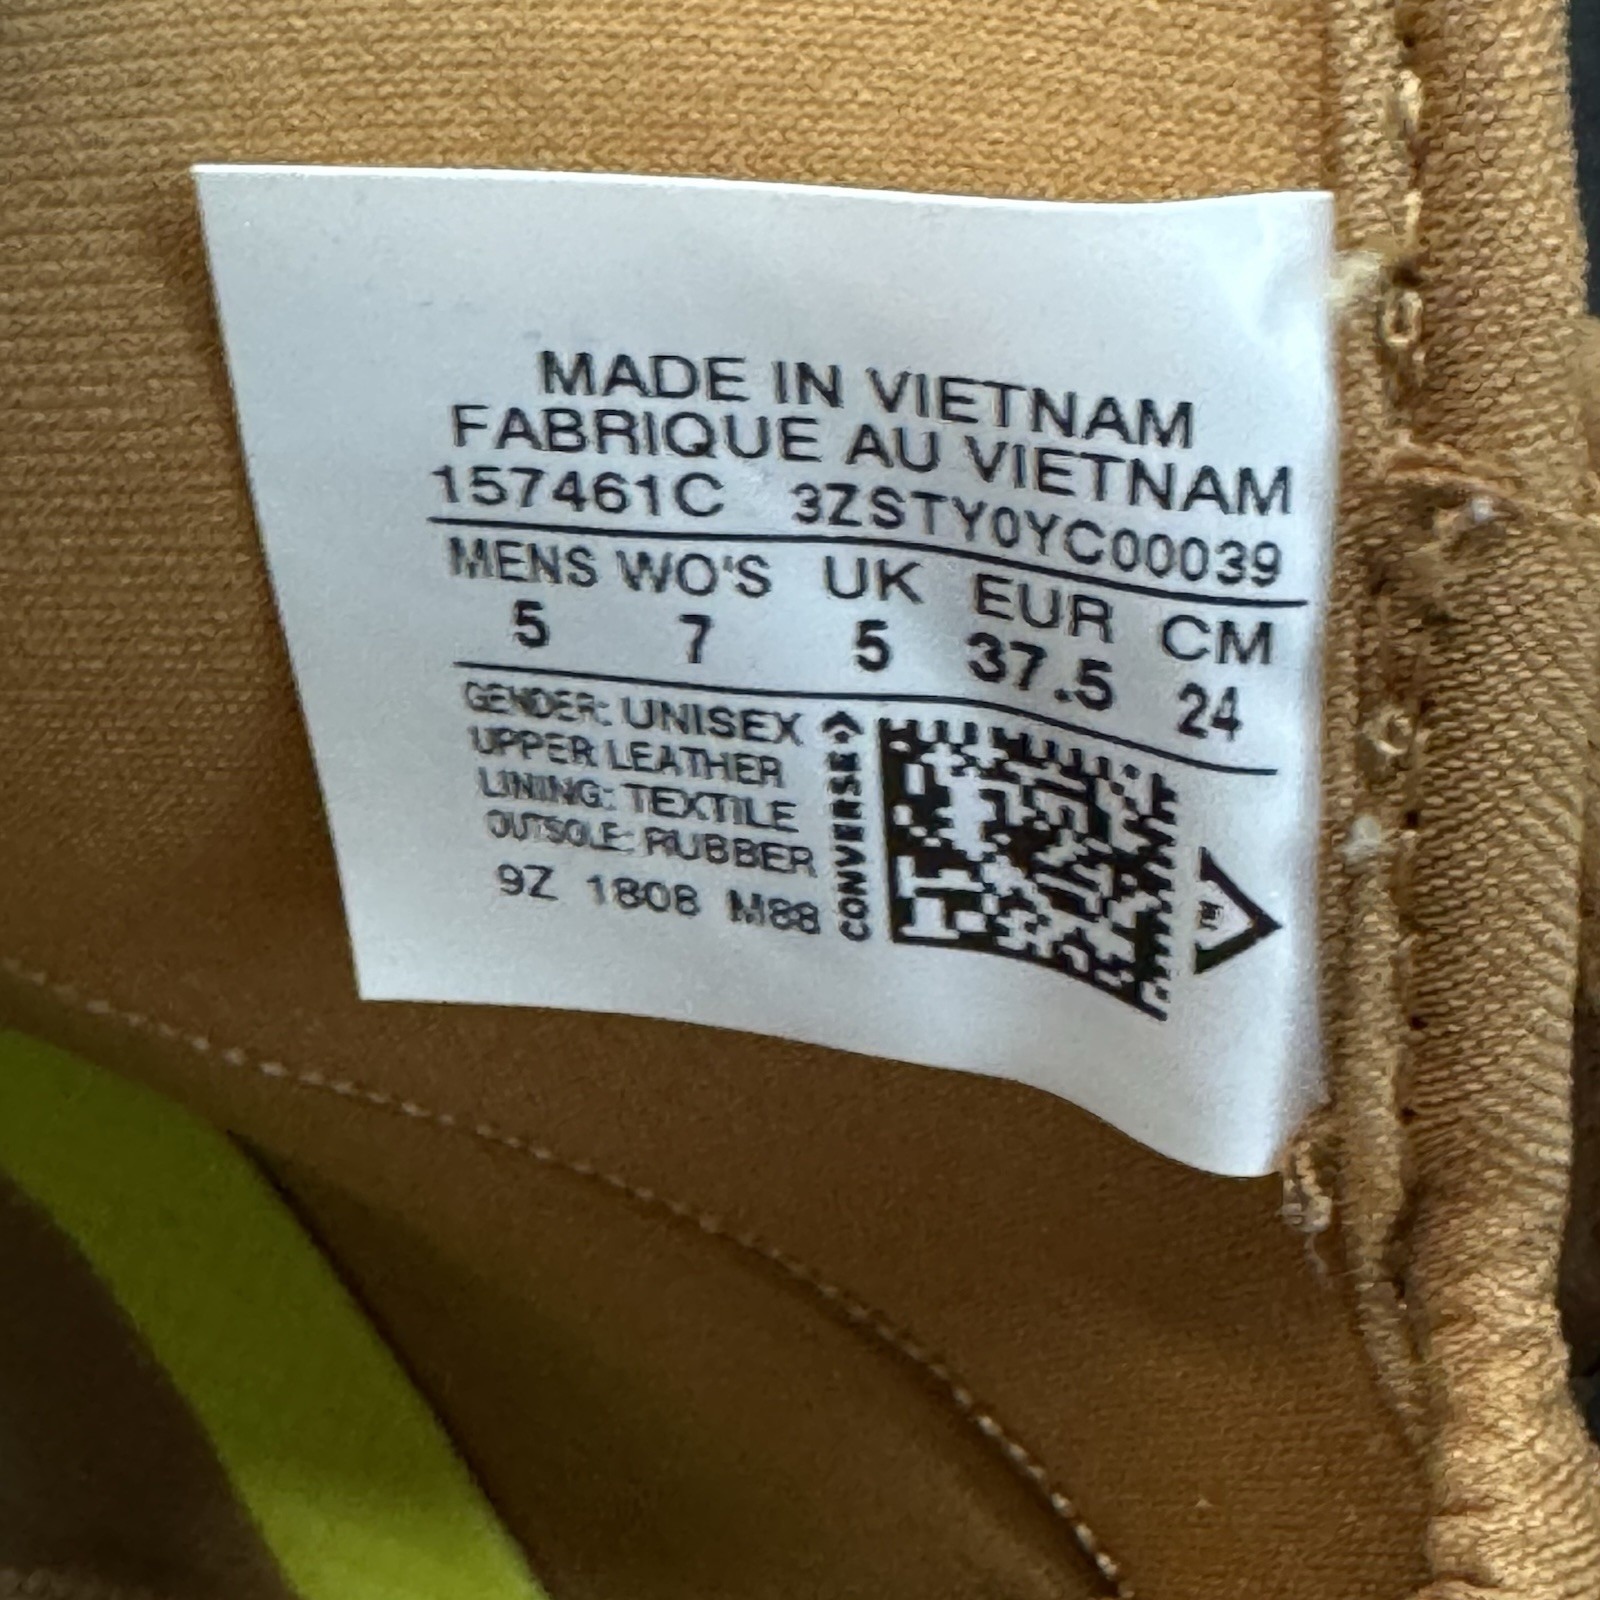 MADE IN VIETNAM
FABRIQUE AU VIETNAM
157461C 3ZSTY0YC00039
MENS WO'S UK EUR CM
5 7 5 37.5 24
GENDER: UNISEX
UPPER LEATHER
LINING: TEXTILE
OUTSOLE: RUBBER
9Z 1808 M88
CONVERSE